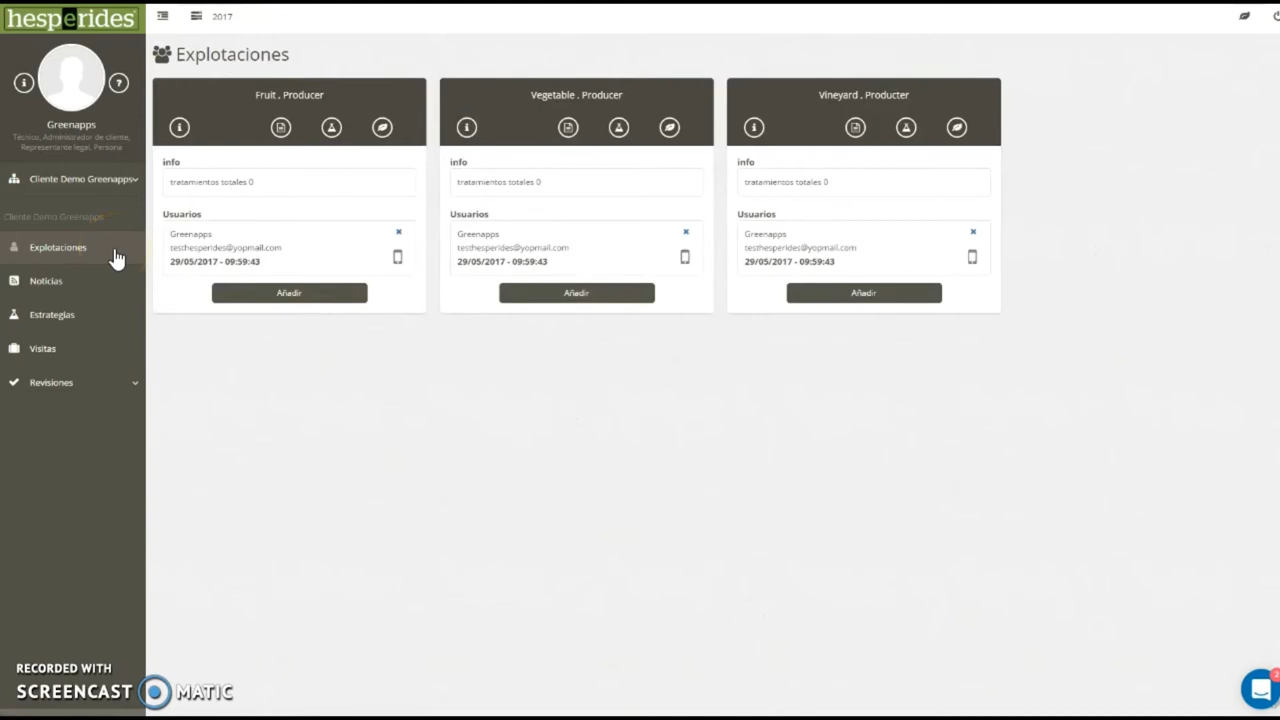 hesperides
2017
Greenapps
Técnico, Administrador de cliente,
Representante legal, Persona
Cliente Demo Greenapps
Cliente Demo Greenapps
Explotaciones
Noticias
Estrategias
Visitas
Revisiones
Explotaciones
Fruit , Producer
info
tratamientos totales 0
Usuarios
Greenapps
testhesperides@yopmail.com
29/05/2017 - 09:59:43
Añadir
Vegetable , Producer
info
tratamientos totales 0
Usuarios
Greenapps
testhesperides@yopmail.com
29/05/2017 - 09:59:43
Añadir
Vineyard , Producter
info
tratamientos totales 0
Usuarios
Greenapps
testhesperides@yopmail.com
29/05/2017 - 09:59:43
Añadir
RECORDED WITH
SCREENCAST MATIC
2